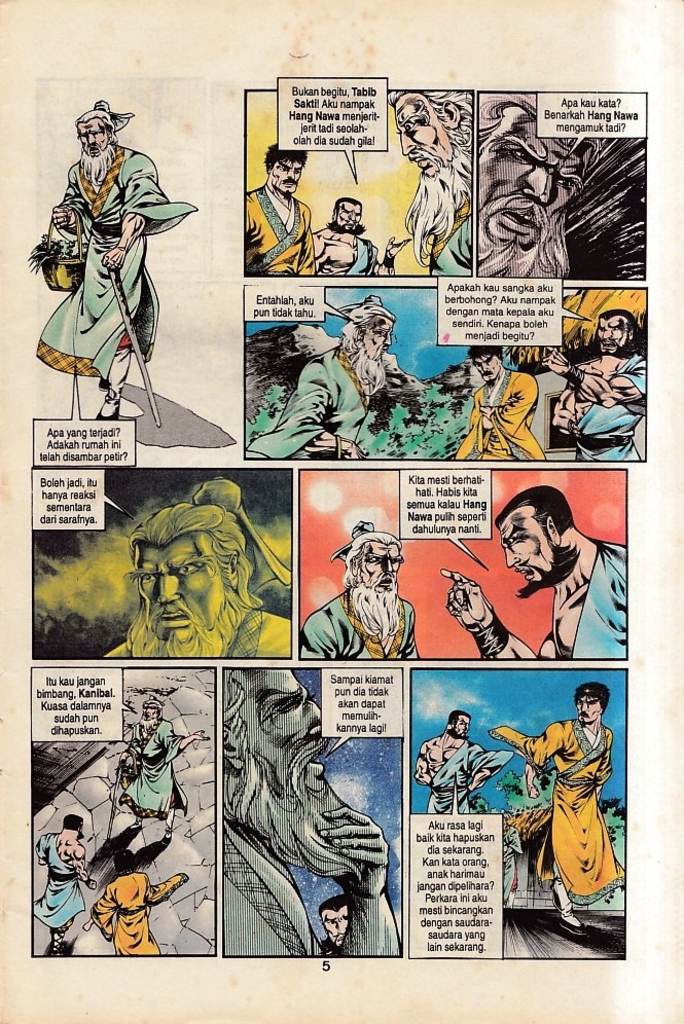 Apa yang terjadi?
Adakah rumah ini
telah disambar petir?
Bukan begitu, Tabib
Sakti! Aku nampak
Hang Nawa menjerit-
jerit tadi seolah-
olah dia sudah gila!
Apa kau kata?
Benarkah Hang Nawa
mengamuk tadi?
Entahlah, aku
pun tidak tahu.
Apakah kau sangka aku
berbohong? Aku nampak
dengan mata kepala aku
sendiri. Kenapa boleh
menjadi begitu?
Boleh jadi, itu
hanya reaksi
sementara
dari sarafnya.
Kita mesti berhati-
hati. Habis kita
semua kalau Hang
Nawa pulih seperti
dahulunya nanti.
Itu kau jangan
bimbang, Kanibal.
Kuasa dalamnya
sudah pun
dihapuskan.
Sampai kiamat
pun dia tidak
akan dapat
memulih-
kannya lagi!
Aku rasa lagi
baik kita hapuskan
dia sekarang.
Kan kata orang,
anak harimau
jangan dipelihara?
Perkara ini aku
mesti bincangkan
dengan saudara-
saudara yang
lain sekarang.
5